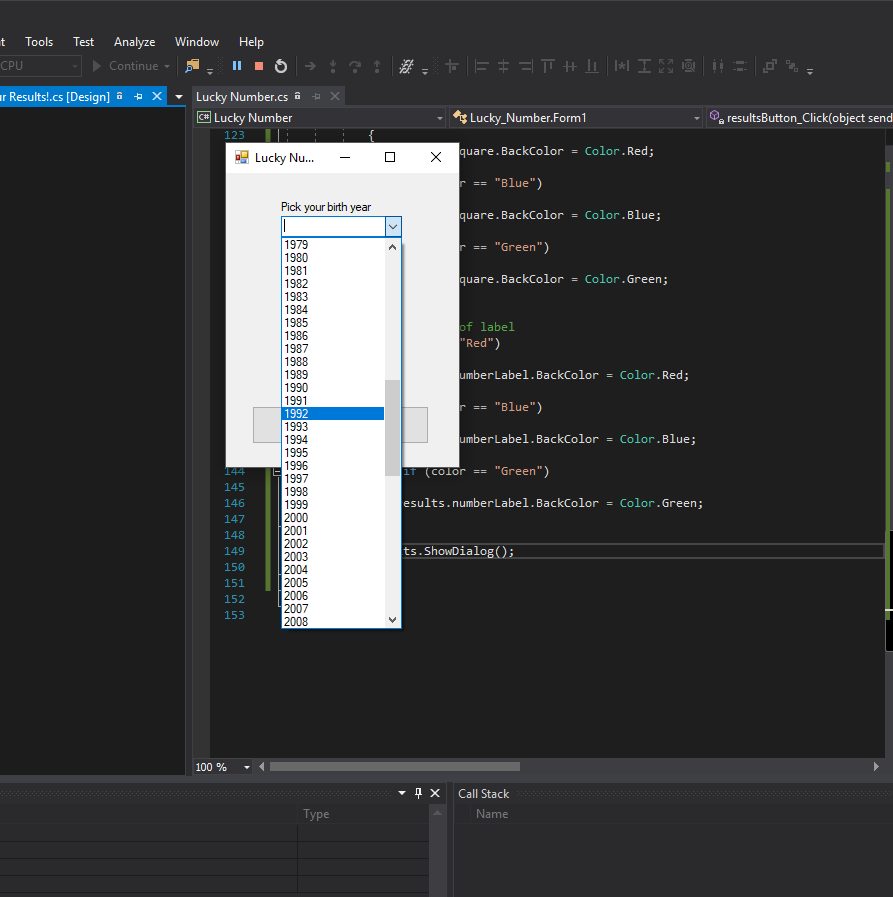 t Tools Test Analyze Window Help
CPU Continue
ur Results!.cs [Design] Lucky Number.cs
C# Lucky Number Lucky_Number.Form1 resultsButton_Click(object send
123 {
quare.BackColor = Color.Red;
r == "Blue")
quare.BackColor = Color.Blue;
r == "Green")
quare.BackColor = Color.Green;
of label
"Red")
umberLabel.BackColor = Color.Red;
r == "Blue")
umberLabel.BackColor = Color.Blue;
144 if (color == "Green")
145
146 esults.numberLabel.BackColor = Color.Green;
147
148
149 ts.ShowDialog();
150
151
152
153
Lucky Nu...
Pick your birth year
1979
1980
1981
1982
1983
1984
1985
1986
1987
1988
1989
1990
1991
1992
1993
1994
1995
1996
1997
1998
1999
2000
2001
2002
2003
2004
2005
2006
2007
2008
100 %
Call Stack
Type Name